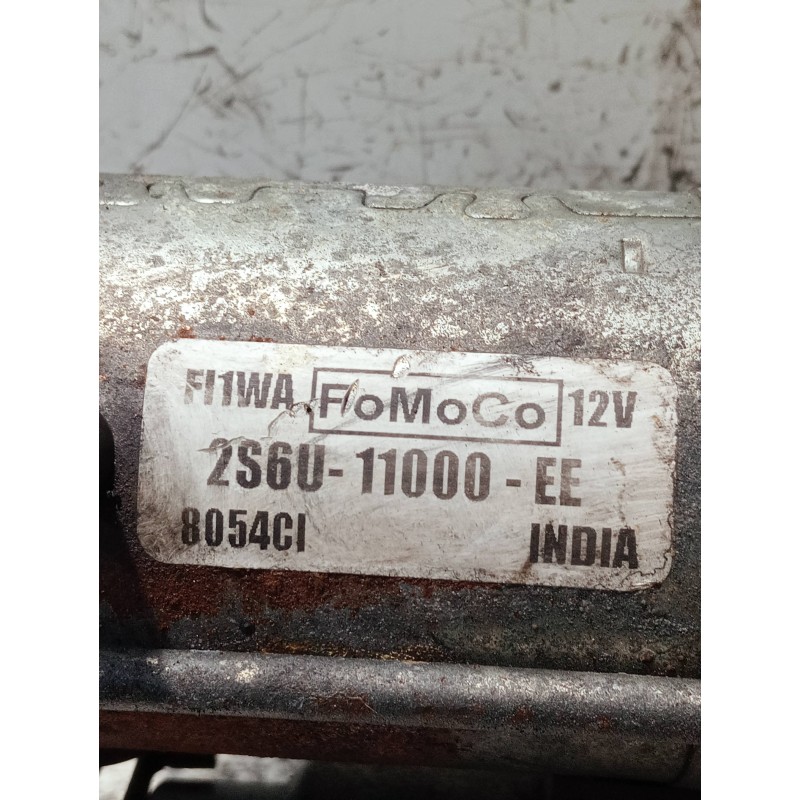 FI1WA FoMoCo 12V
2S6U-11000-EE
8054CI INDIA